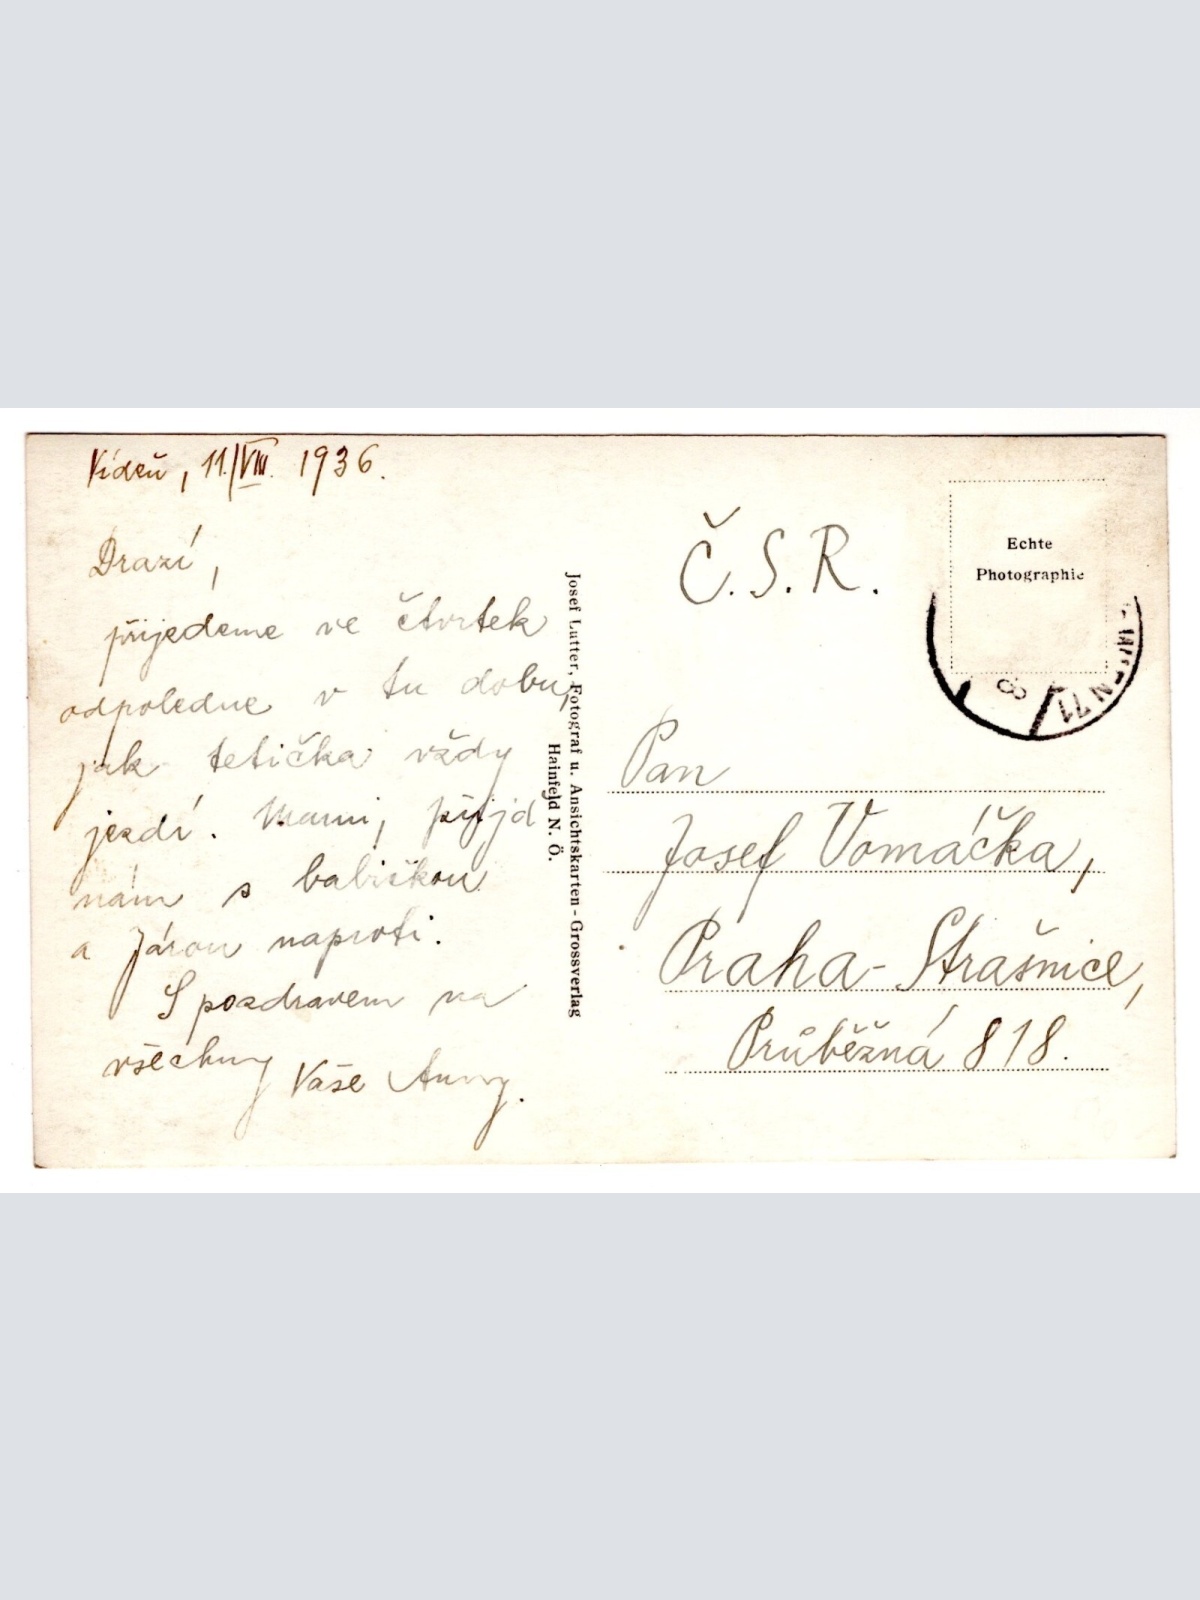 Vídeň, 11./VIII. 1936.
Drazí,
přijedeme ve čtvrtek
odpoledne v tu dobu,
jak tetička vždy
jezdí. Mami, přijď
nám s babičkou
a Járou naproti.
S pozdravem na
všechny Vaše Anny.
Josef Lutter, Fotograf u. Ansichtskarten-Grossverlag
Hainfeld N. Ö.
Č.S.R.
Echte
Photographie
WIEN 71
Pan
Josef Vomáčka,
Praha-Strašnice,
Průběžná 818.